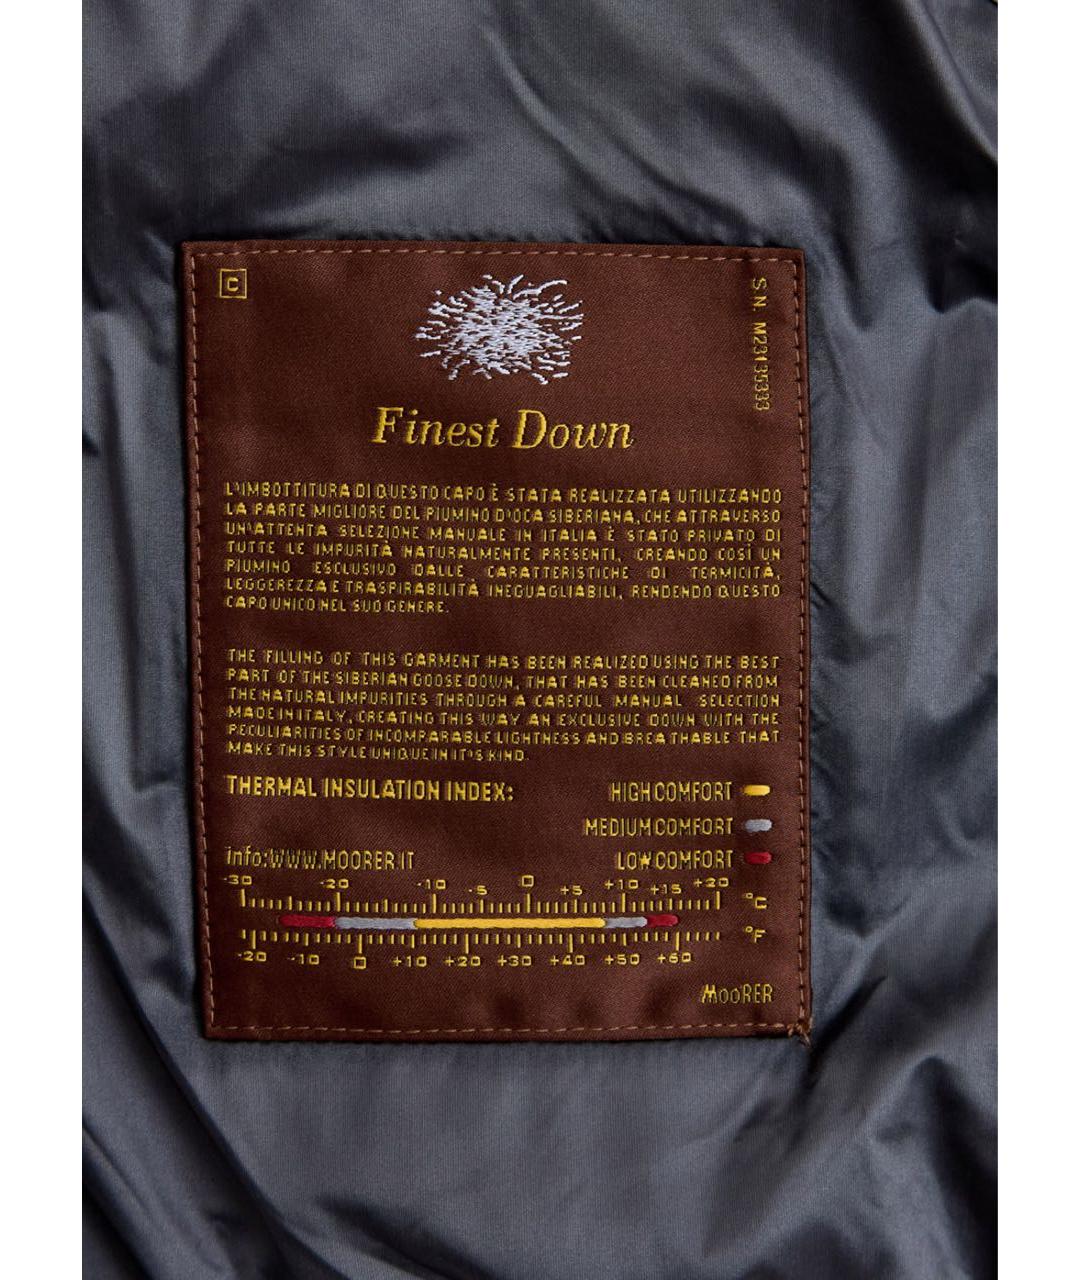 C
S.N. M23135333
Finest Down
L'IMBOTTITURA DI QUESTO CAPO È STATA REALIZZATA UTILIZZANDO
LA PARTE MIGLIORE DEL PIUMINO D'OCA SIBERIANA, CHE ATTRAVERSO
UN'ATTENTA SELEZIONE MANUALE IN ITALIA È STATO PRIVATO DI
TUTTE LE IMPURITÀ NATURALMENTE PRESENTI, CREANDO COSÌ UN
PIUMINO ESCLUSIVO DALLE CARATTERISTICHE DI TERMICITÀ,
LEGGEREZZA E TRASPIRABILITÀ INEGUAGLIABILI, RENDENDO QUESTO
CAPO UNICO NEL SUO GENERE.
THE FILLING OF THIS GARMENT HAS BEEN REALIZED USING THE BEST
PART OF THE SIBERIAN GOOSE DOWN, THAT HAS BEEN CLEANED FROM
THE NATURAL IMPURITIES THROUGH A CAREFUL MANUAL SELECTION
MADE IN ITALY, CREATING THIS WAY AN EXCLUSIVE DOWN WITH THE
PECULIARITIES OF INCOMPARABLE LIGHTNESS AND BREATHABLE THAT
MAKE THIS STYLE UNIQUE IN IT'S KIND.
THERMAL INSULATION INDEX: HIGH COMFORT
MEDIUM COMFORT
info:WWW.MOORER.IT LOW COMFORT
-30 -20 -10 -5 0 +5 +10 +15 +20
°C
°F
-20 -10 0 +10 +20 +30 +40 +50 +60
MOORER